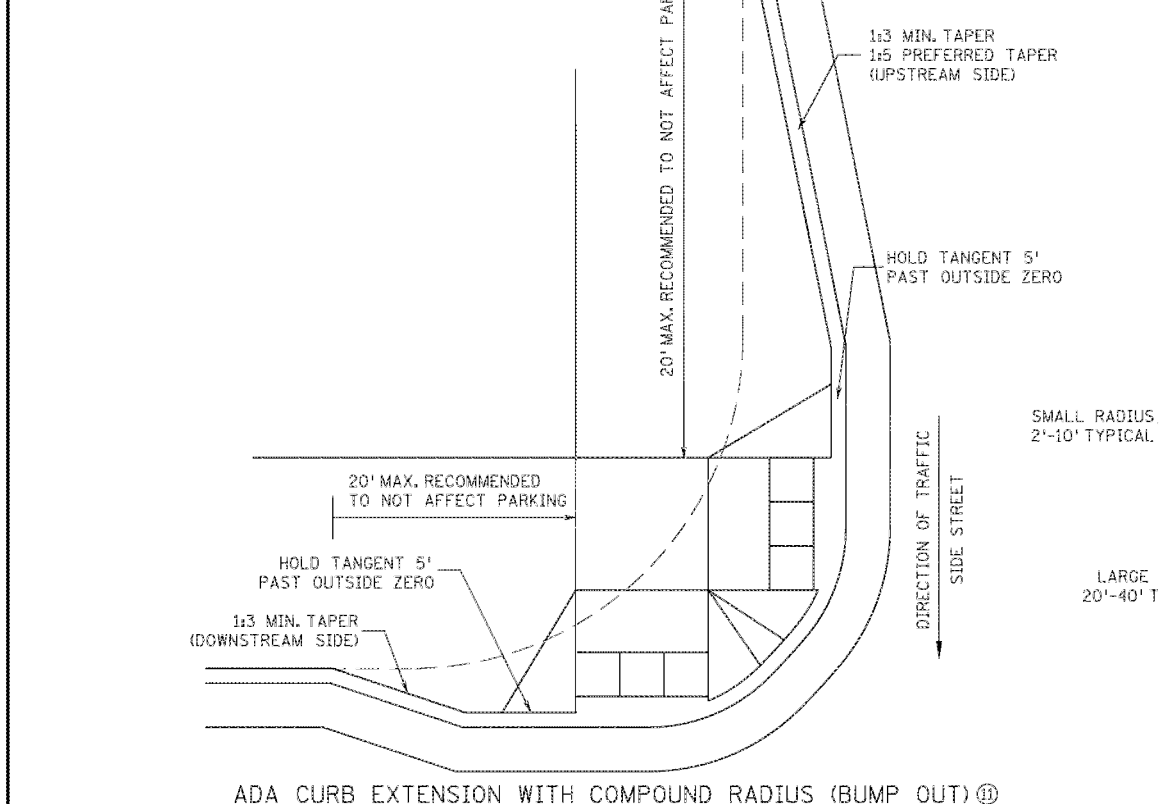 1:3 MIN. TAPER
1:5 PREFERRED TAPER
(UPSTREAM SIDE)
20' MAX. RECOMMENDED TO NOT AFFECT PAR
HOLD TANGENT 5'
PAST OUTSIDE ZERO
SMALL RADIUS
2'-10' TYPICAL
DIRECTION OF TRAFFIC
SIDE STREET
20' MAX. RECOMMENDED
TO NOT AFFECT PARKING
HOLD TANGENT 5'
PAST OUTSIDE ZERO
LARGE
20'-40' T
1:3 MIN. TAPER
(DOWNSTREAM SIDE)
ADA CURB EXTENSION WITH COMPOUND RADIUS (BUMP OUT) ⑪